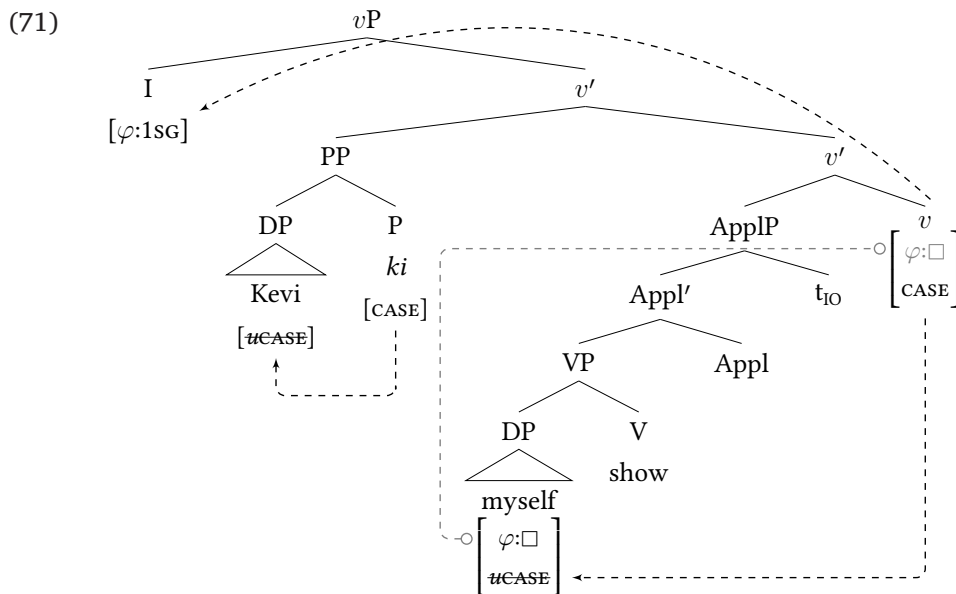 (71)
vP
I
v′
[φ:1SG]
PP
v′
DP
P
ApplP
v
Kevi
ki
Appl′
t_IO
[φ:□
CASE]
[uCASE]
[CASE]
VP
Appl
DP
V
myself
show
[φ:□
uCASE]